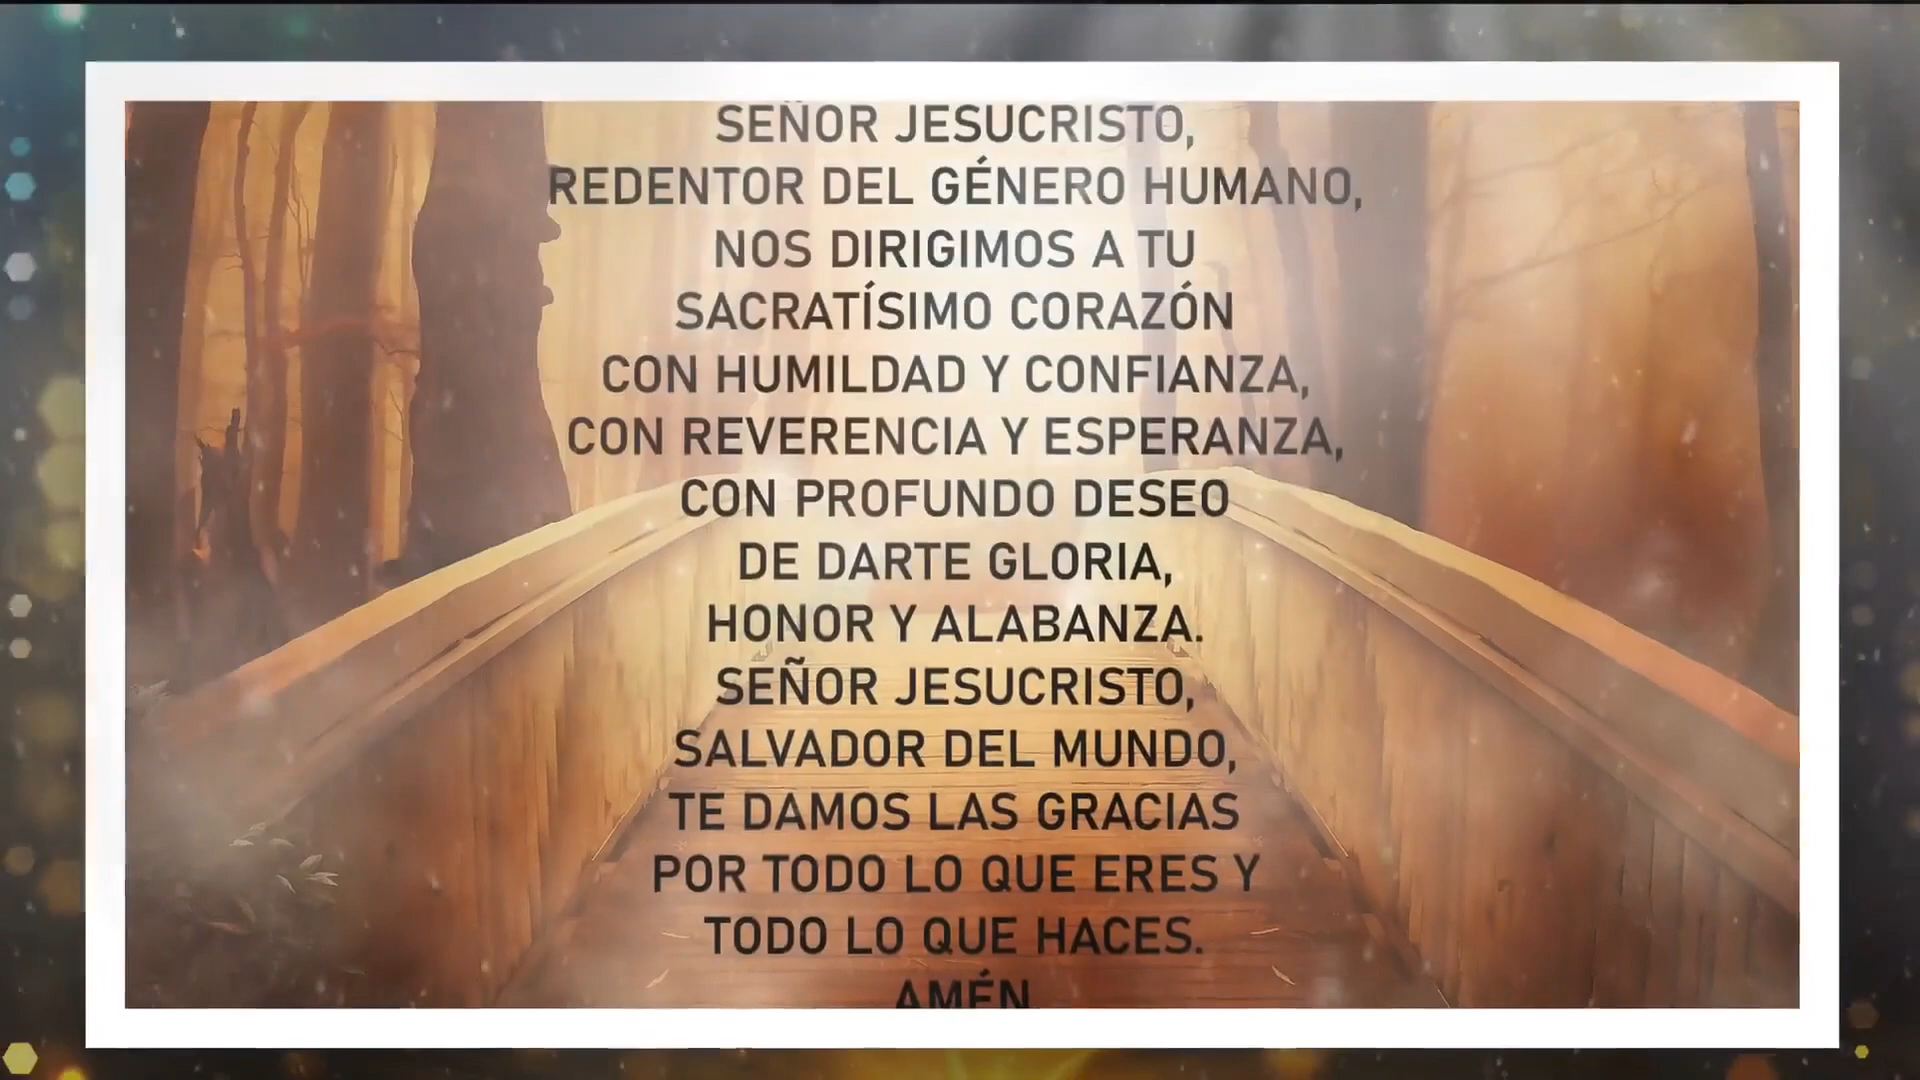 SEÑOR JESUCRISTO,
REDENTOR DEL GÉNERO HUMANO,
NOS DIRIGIMOS A TU
SACRATÍSIMO CORAZÓN
CON HUMILDAD Y CONFIANZA,
CON REVERENCIA Y ESPERANZA,
CON PROFUNDO DESEO
DE DARTE GLORIA,
HONOR Y ALABANZA.
SEÑOR JESUCRISTO,
SALVADOR DEL MUNDO,
TE DAMOS LAS GRACIAS
POR TODO LO QUE ERES Y
TODO LO QUE HACES.
AMÉN